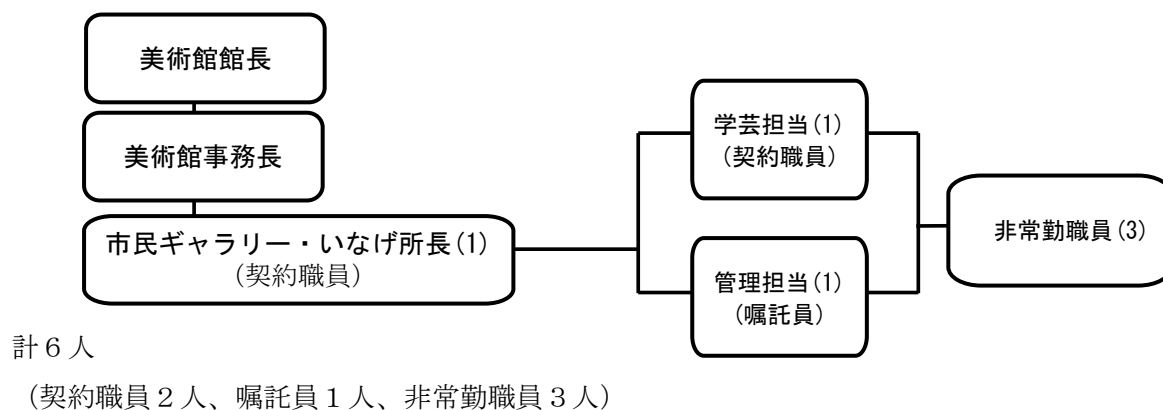 美術館館長
美術館事務長
市民ギャラリー・いなげ所長(1)
(契約職員)
学芸担当(1)
(契約職員)
管理担当(1)
(嘱託員)
非常勤職員(3)
計６人
（契約職員２人、嘱託員１人、非常勤職員３人）